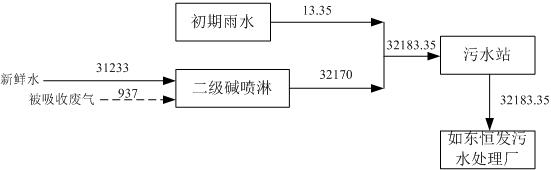 初期雨水
13.35
32183.35
污水站
新鲜水
31233
二级碱喷淋
32170
被吸收废气
937
32183.35
如东恒发污
水处理厂